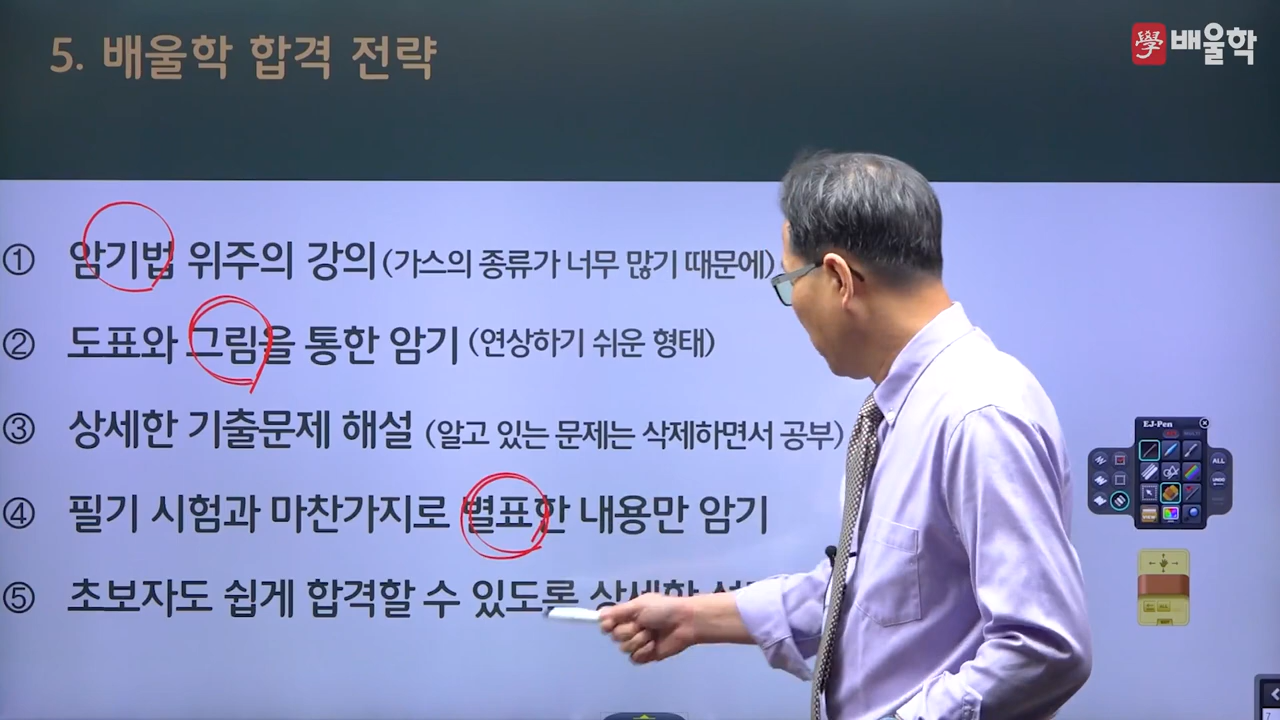 5. 배울학 합격 전략
學 배울학
① 암기법 위주의 강의 (가스의 종류가 너무 많기 때문에)
② 도표와 그림을 통한 암기 (연상하기 쉬운 형태)
③ 상세한 기출문제 해설 (알고 있는 문제는 삭제하면서 공부)
④ 필기 시험과 마찬가지로 별표한 내용만 암기
⑤ 초보자도 쉽게 합격할 수 있도록 상세한
EJ-Pen
ALL
UNDO